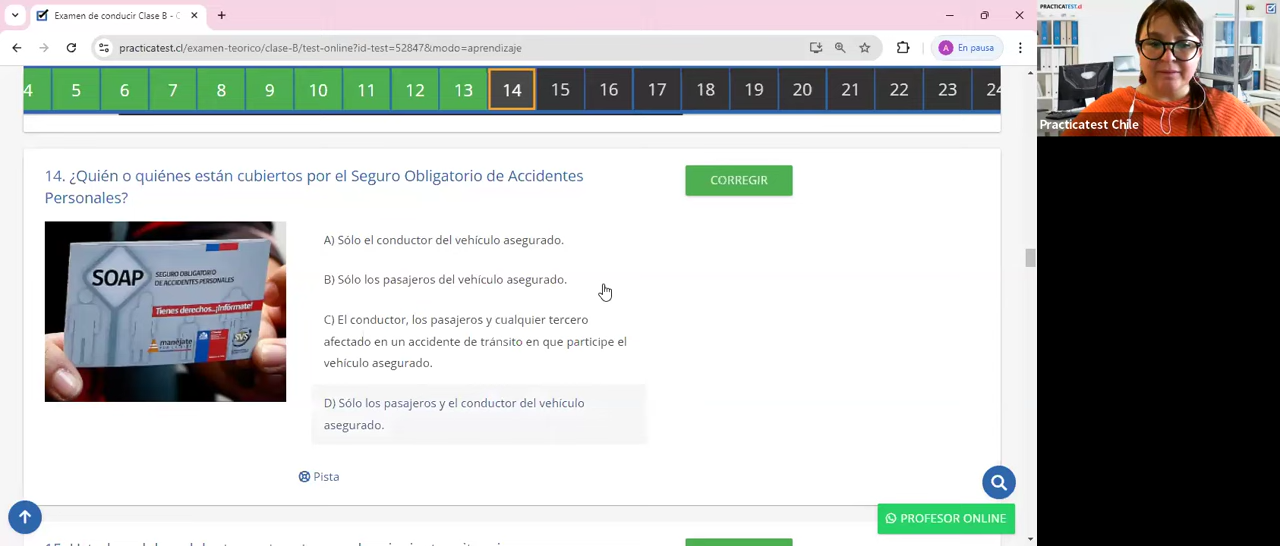 Examen de conducir Clase B - C
practicatest.cl/examen-teorico/clase-B/test-online?id-test=52847&modo=aprendizaje
A En pausa
PRACTICATEST.cl
Practicatest Chile
4 5 6 7 8 9 10 11 12 13 14 15 16 17 18 19 20 21 22 23 24
14. ¿Quién o quiénes están cubiertos por el Seguro Obligatorio de Accidentes
Personales?
CORREGIR
SOAP
SEGURO OBLIGATORIO
DE ACCIDENTES
PERSONALES
Tienes derechos...¡Infórmate!
manéjate
SVS
A) Sólo el conductor del vehículo asegurado.
B) Sólo los pasajeros del vehículo asegurado.
C) El conductor, los pasajeros y cualquier tercero
afectado en un accidente de tránsito en que participe el
vehículo asegurado.
D) Sólo los pasajeros y el conductor del vehículo
asegurado.
Pista
PROFESOR ONLINE